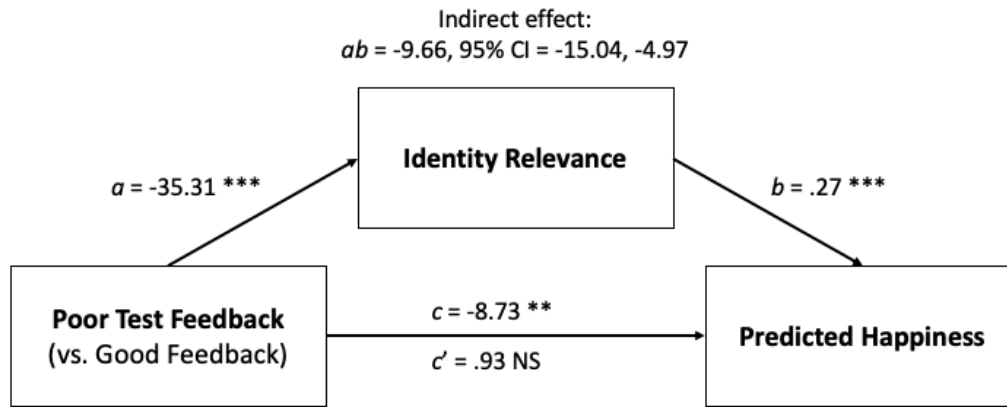 Indirect effect:
ab = -9.66, 95% CI = -15.04, -4.97
Identity Relevance
a = -35.31 ***
b = .27 ***
Poor Test Feedback
(vs. Good Feedback)
c = -8.73 **
c' = .93 NS
Predicted Happiness